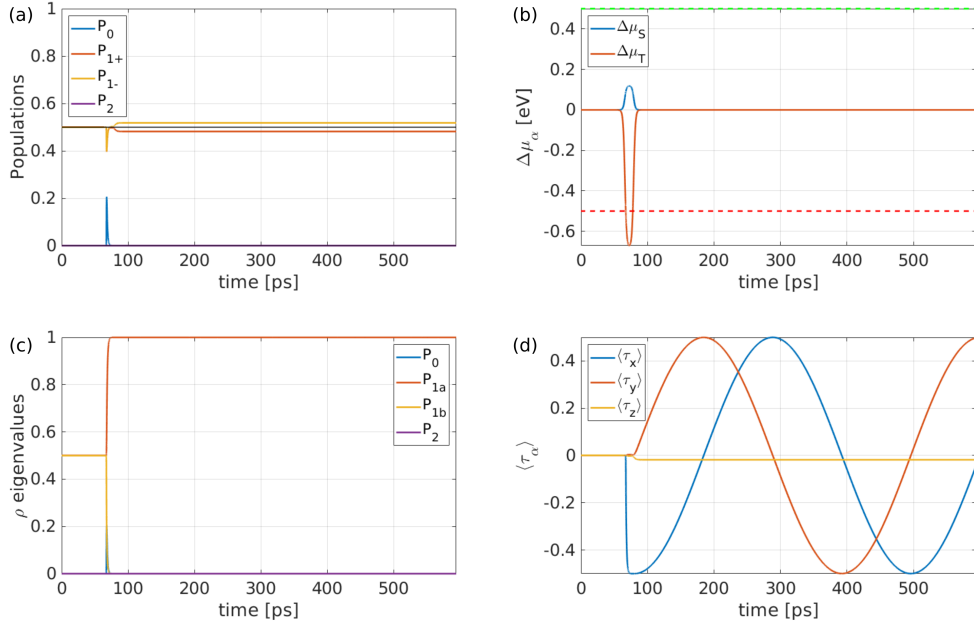 (a)
1
0.8
0.6
0.4
0.2
0
Populations
P0
P1+
P1-
P2
0 100 200 300 400 500
time [ps]
(b)
0.4
0.2
0
-0.2
-0.4
-0.6
Δμα [eV]
ΔμS
ΔμT
0 100 200 300 400 500
time [ps]
(c)
1
0.8
0.6
0.4
0.2
0
ρ eigenvalues
P0
P1a
P1b
P2
0 100 200 300 400 500
time [ps]
(d)
0.4
0.2
0
-0.2
-0.4
⟨τα⟩
⟨τx⟩
⟨τy⟩
⟨τz⟩
0 100 200 300 400 500
time [ps]